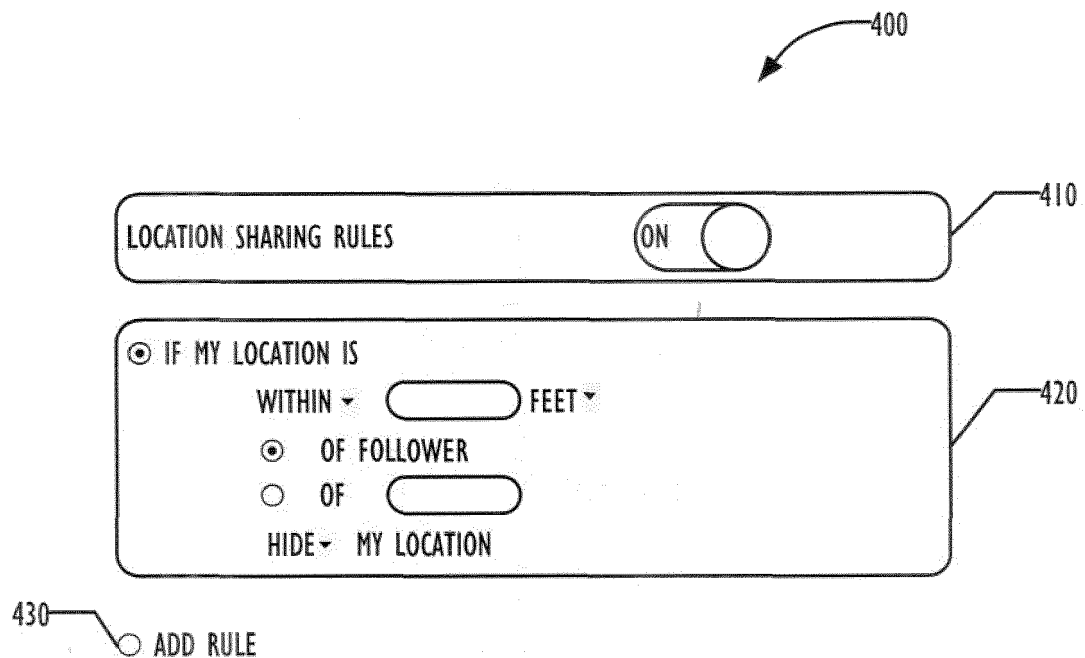 400
LOCATION SHARING RULES ON
410
IF MY LOCATION IS
WITHIN FEET
420
OF FOLLOWER
OF
HIDE MY LOCATION
430
ADD RULE